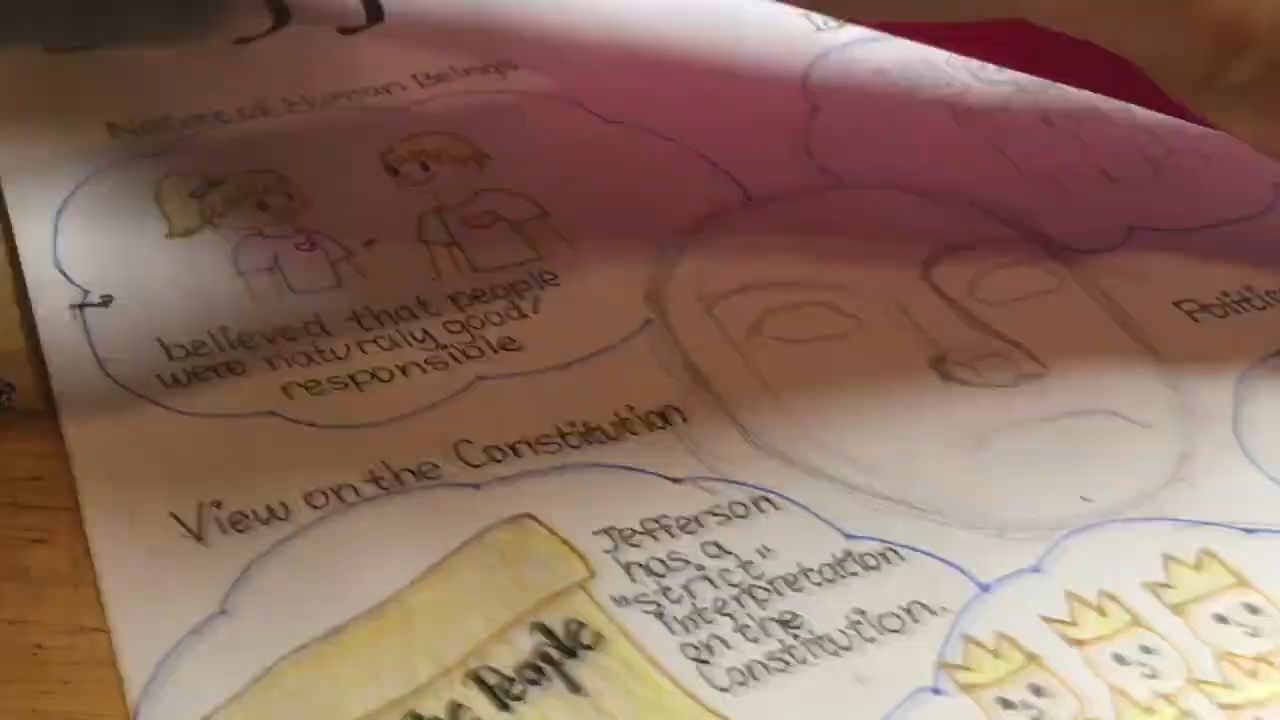 Nature of Human Beings
believed that people
were naturaly good/
responsible
View on the Constitution
Jefferson
has a
"strict"
interpretation
on the
Constitution.
People